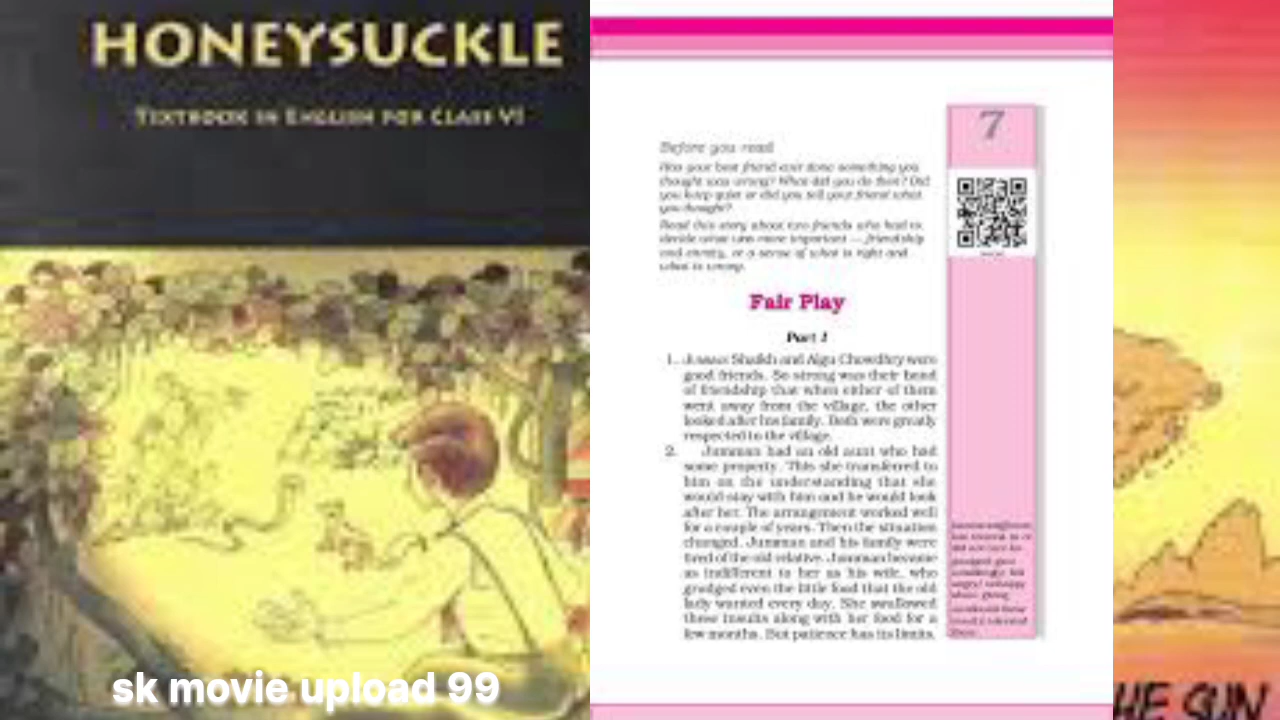 HONEYSUCKLE
TEXTBOOK IN ENGLISH FOR CLASS VI
sk movie upload 99
7
Before you read
Has your best friend ever done something you
thought was wrong? What did you do then? Did
you keep quiet or did you tell your friend what
you thought?
Read this story about two friends who had to
decide what was more important — friendship
and enmity, or a sense of what is right and
what is wrong.
Fair Play
Part I
1. Jumman Shaikh and Algu Chowdhry were
good friends. So strong was their bond
of friendship that when either of them
went away from the village, the other
looked after his family. Both were greatly
respected in the village.
2. Jumman had an old aunt who had
some property. This she transferred to
him on the understanding that she
would stay with him and he would look
after her. The arrangement worked well
for a couple of years. Then the situation
changed. Jumman and his family were
tired of the old relative. Jumman became
as indifferent to her as his wife, who
grudged even the little food that the old
lady wanted every day. She swallowed
these insults along with her food for a
few months. But patience has its limits.
HE SUN